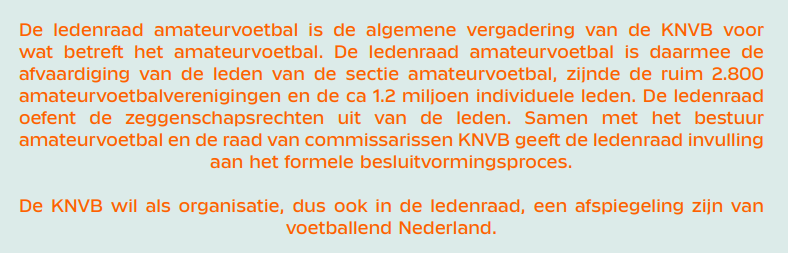 De ledenraad amateurvoetbal is de algemene vergadering van de KNVB voor
wat betreft het amateurvoetbal. De ledenraad amateurvoetbal is daarmee de
afvaardiging van de leden van de sectie amateurvoetbal, zijnde de ruim 2.800
amateurvoetbalverenigingen en de ca 1.2 miljoen individuele leden. De ledenraad
oefent de zeggenschapsrechten uit van de leden. Samen met het bestuur
amateurvoetbal en de raad van commissarissen KNVB geeft de ledenraad invulling
aan het formele besluitvormingsproces.
De KNVB wil als organisatie, dus ook in de ledenraad, een afspiegeling zijn van
voetballend Nederland.